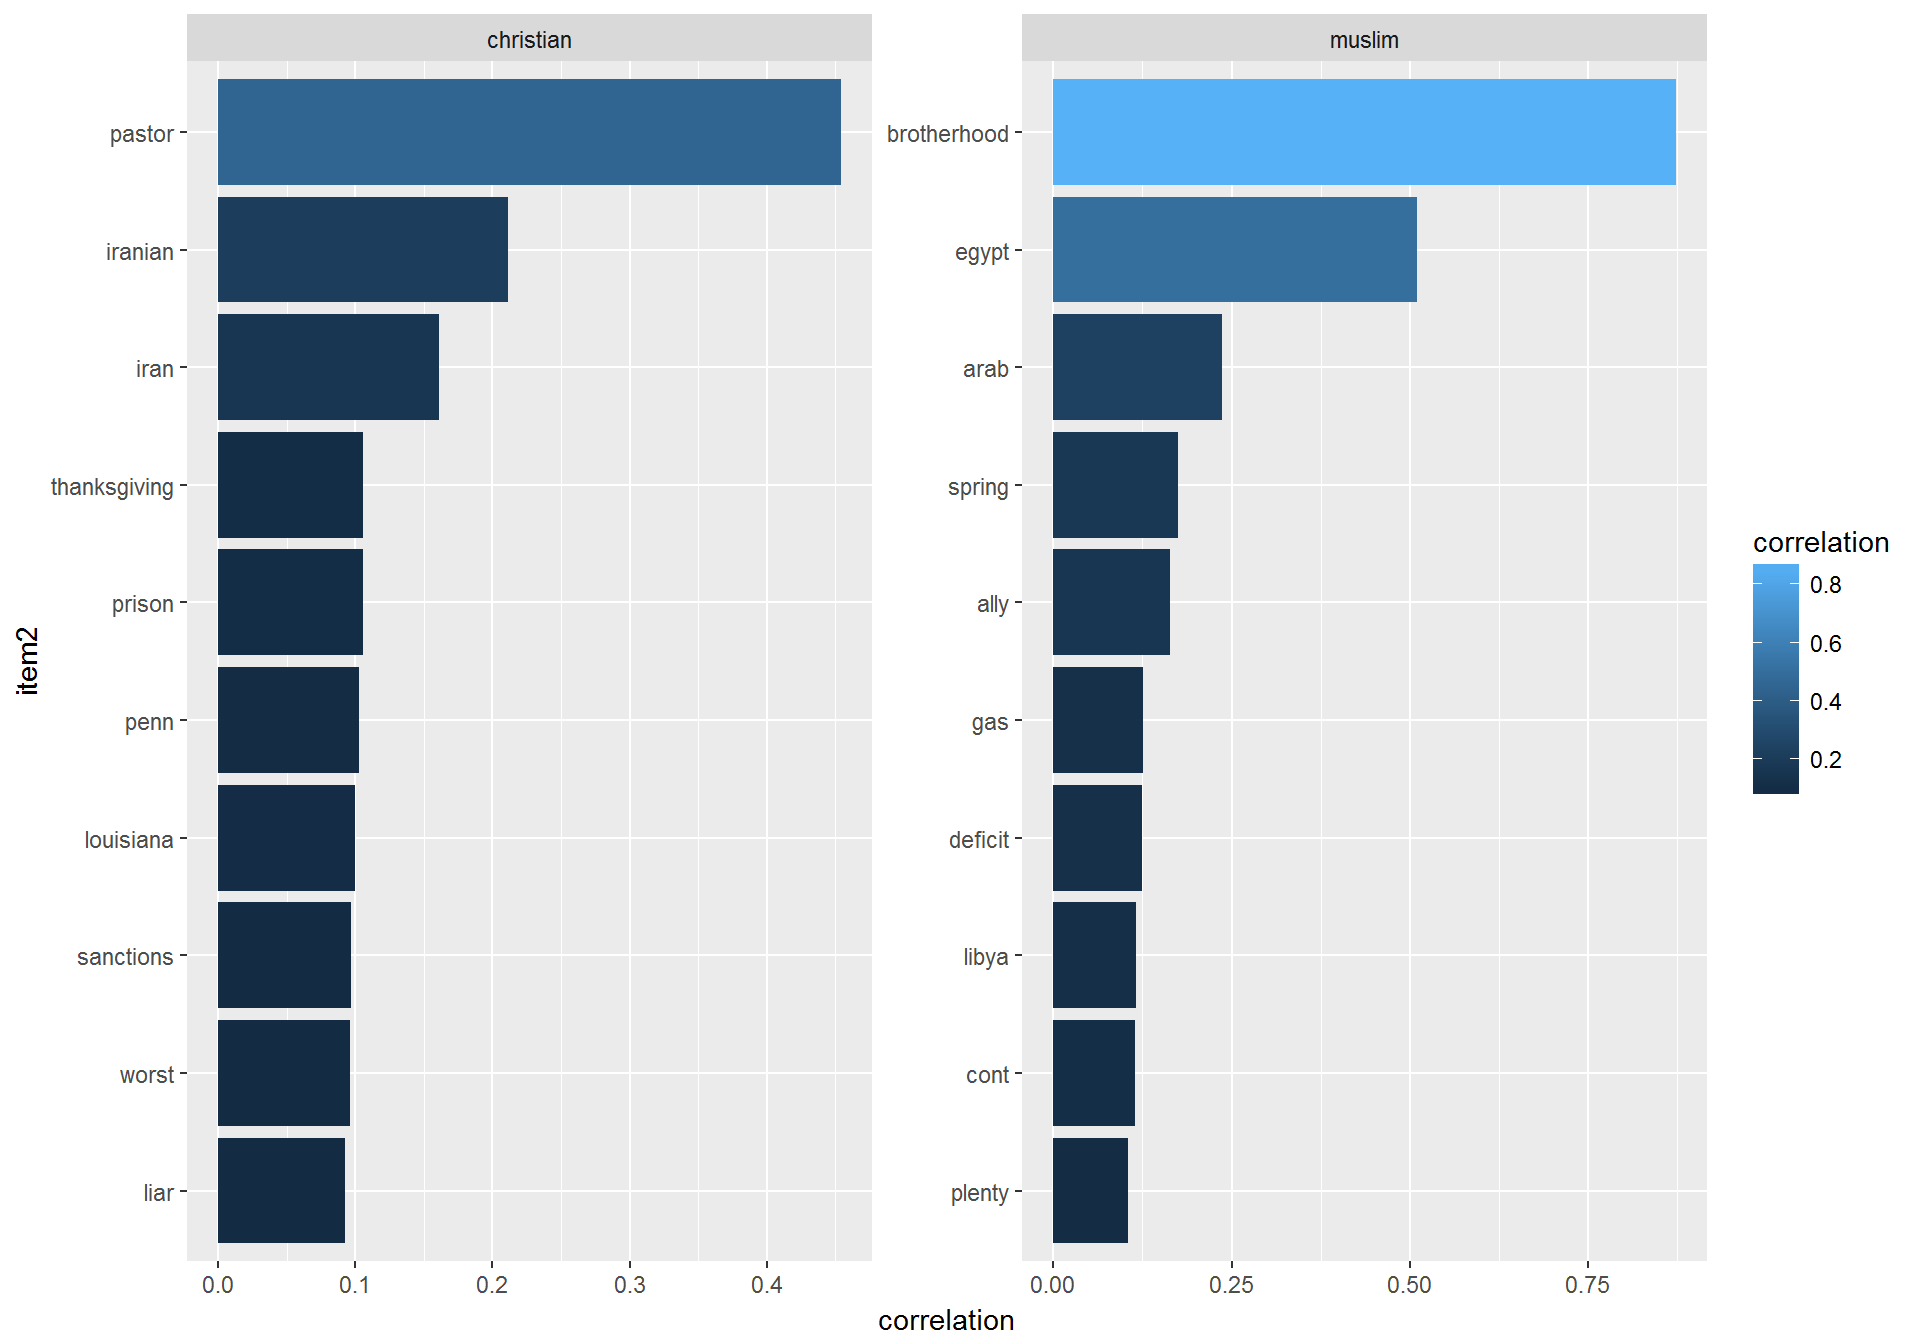 christian
muslim
pastor
iranian
iran
thanksgiving
prison
penn
louisiana
sanctions
worst
liar
0.0 0.1 0.2 0.3 0.4
brotherhood
egypt
arab
spring
ally
gas
deficit
libya
cont
plenty
0.00 0.25 0.50 0.75
item2
correlation
correlation
0.8
0.6
0.4
0.2